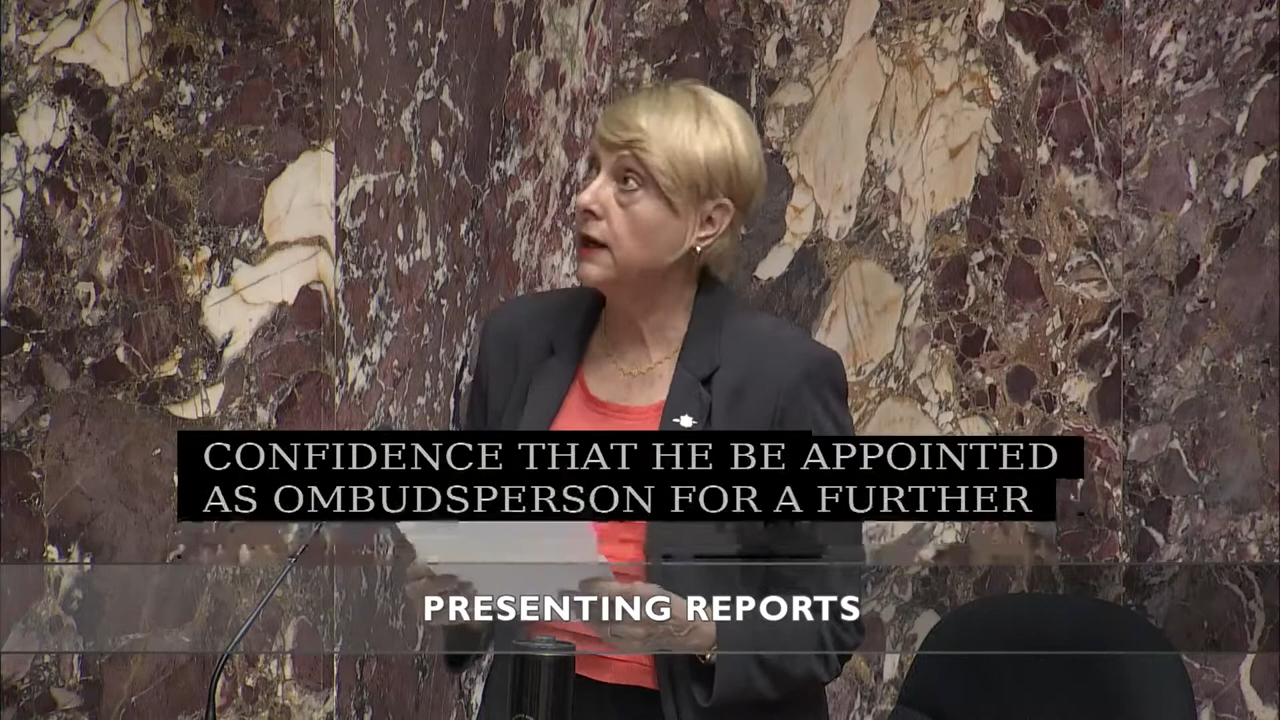 CONFIDENCE THAT HE BE APPOINTED
AS OMBUDSPERSON FOR A FURTHER
PRESENTING REPORTS